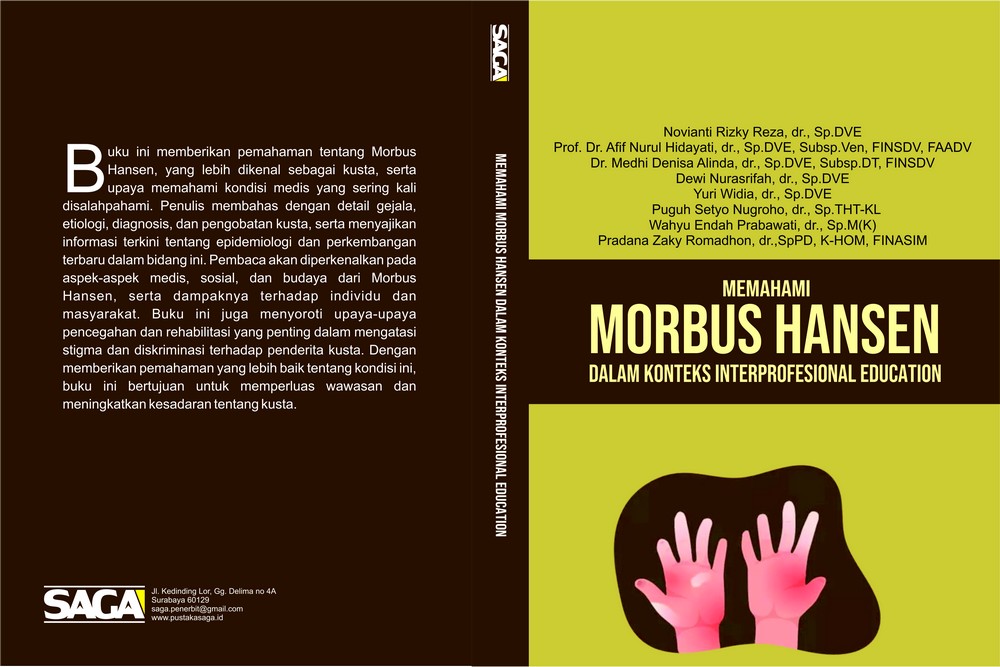 Buku ini memberikan pemahaman tentang Morbus
Hansen, yang lebih dikenal sebagai kusta, serta
upaya memahami kondisi medis yang sering kali
disalahpahami. Penulis membahas dengan detail gejala,
etiologi, diagnosis, dan pengobatan kusta, serta menyajikan
informasi terkini tentang epidemiologi dan perkembangan
terbaru dalam bidang ini. Pembaca akan diperkenalkan pada
aspek-aspek medis, sosial, dan budaya dari Morbus
Hansen, serta dampaknya terhadap individu dan
masyarakat. Buku ini juga menyoroti upaya-upaya
pencegahan dan rehabilitasi yang penting dalam mengatasi
stigma dan diskriminasi terhadap penderita kusta. Dengan
memberikan pemahaman yang lebih baik tentang kondisi ini,
buku ini bertujuan untuk memperluas wawasan dan
meningkatkan kesadaran tentang kusta.
SAGA
Jl. Kedinding Lor, Gg. Delima no 4A
Surabaya 60129
saga.penerbit@gmail.com
www.pustakasaga.id
SAGA
MEMAHAMI MORBUS HANSEN DALAM KONTEKS INTERPROFESIONAL EDUCATION
Novianti Rizky Reza, dr., Sp.DVE
Prof. Dr. Afif Nurul Hidayati, dr., Sp.DVE, Subsp.Ven, FINSDV, FAADV
Dr. Medhi Denisa Alinda, dr., Sp.DVE, Subsp.DT, FINSDV
Dewi Nurasrifah, dr., Sp.DVE
Yuri Widia, dr., Sp.DVE
Puguh Setyo Nugroho, dr., Sp.THT-KL
Wahyu Endah Prabawati, dr., Sp.M(K)
Pradana Zaky Romadhon, dr.,SpPD, K-HOM, FINASIM
MEMAHAMI
MORBUS HANSEN
DALAM KONTEKS INTERPROFESIONAL EDUCATION